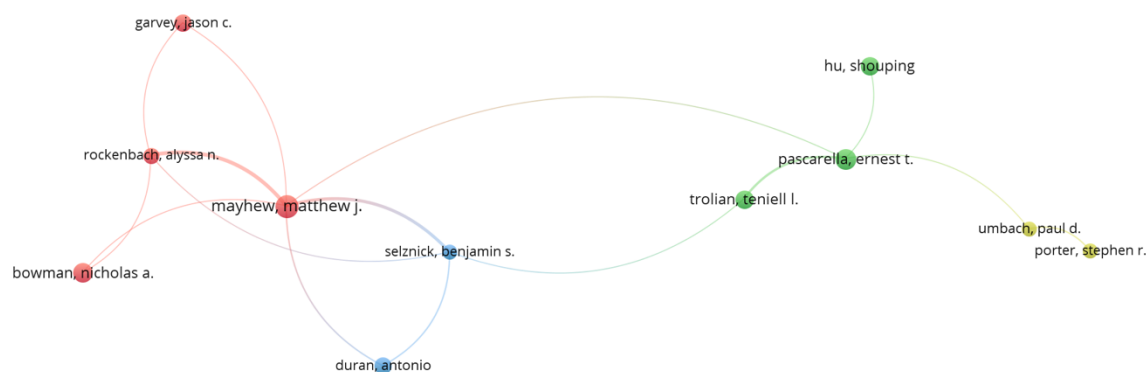 garvey, jason c.
hu, shouping
rockenbach, alyssa n.
pascarella, ernest t.
trolian, teniell l.
mayhew, matthew j.
umbach, paul d.
selznick, benjamin s.
porter, stephen r.
bowman, nicholas a.
duran, antonio